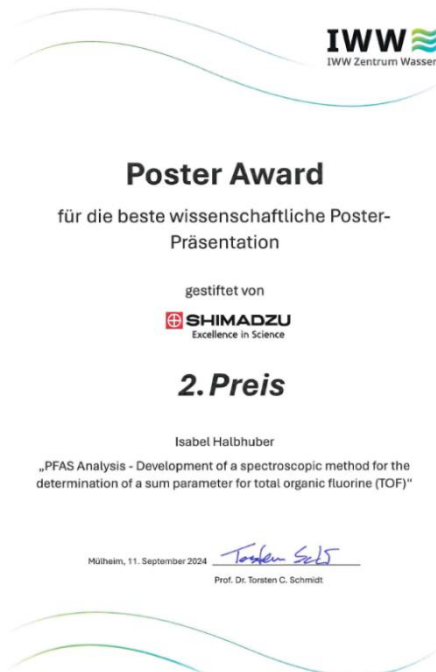 IWW
IWW Zentrum Wasser
Poster Award
für die beste wissenschaftliche Poster-
Präsentation
gestiftet von
SHIMADZU
Excellence in Science
2. Preis
Isabel Halbhuber
„PFAS Analysis - Development of a spectroscopic method for the
determination of a sum parameter for total organic fluorine (TOF)“
Mülheim, 11. September 2024
Prof. Dr. Torsten C. Schmidt